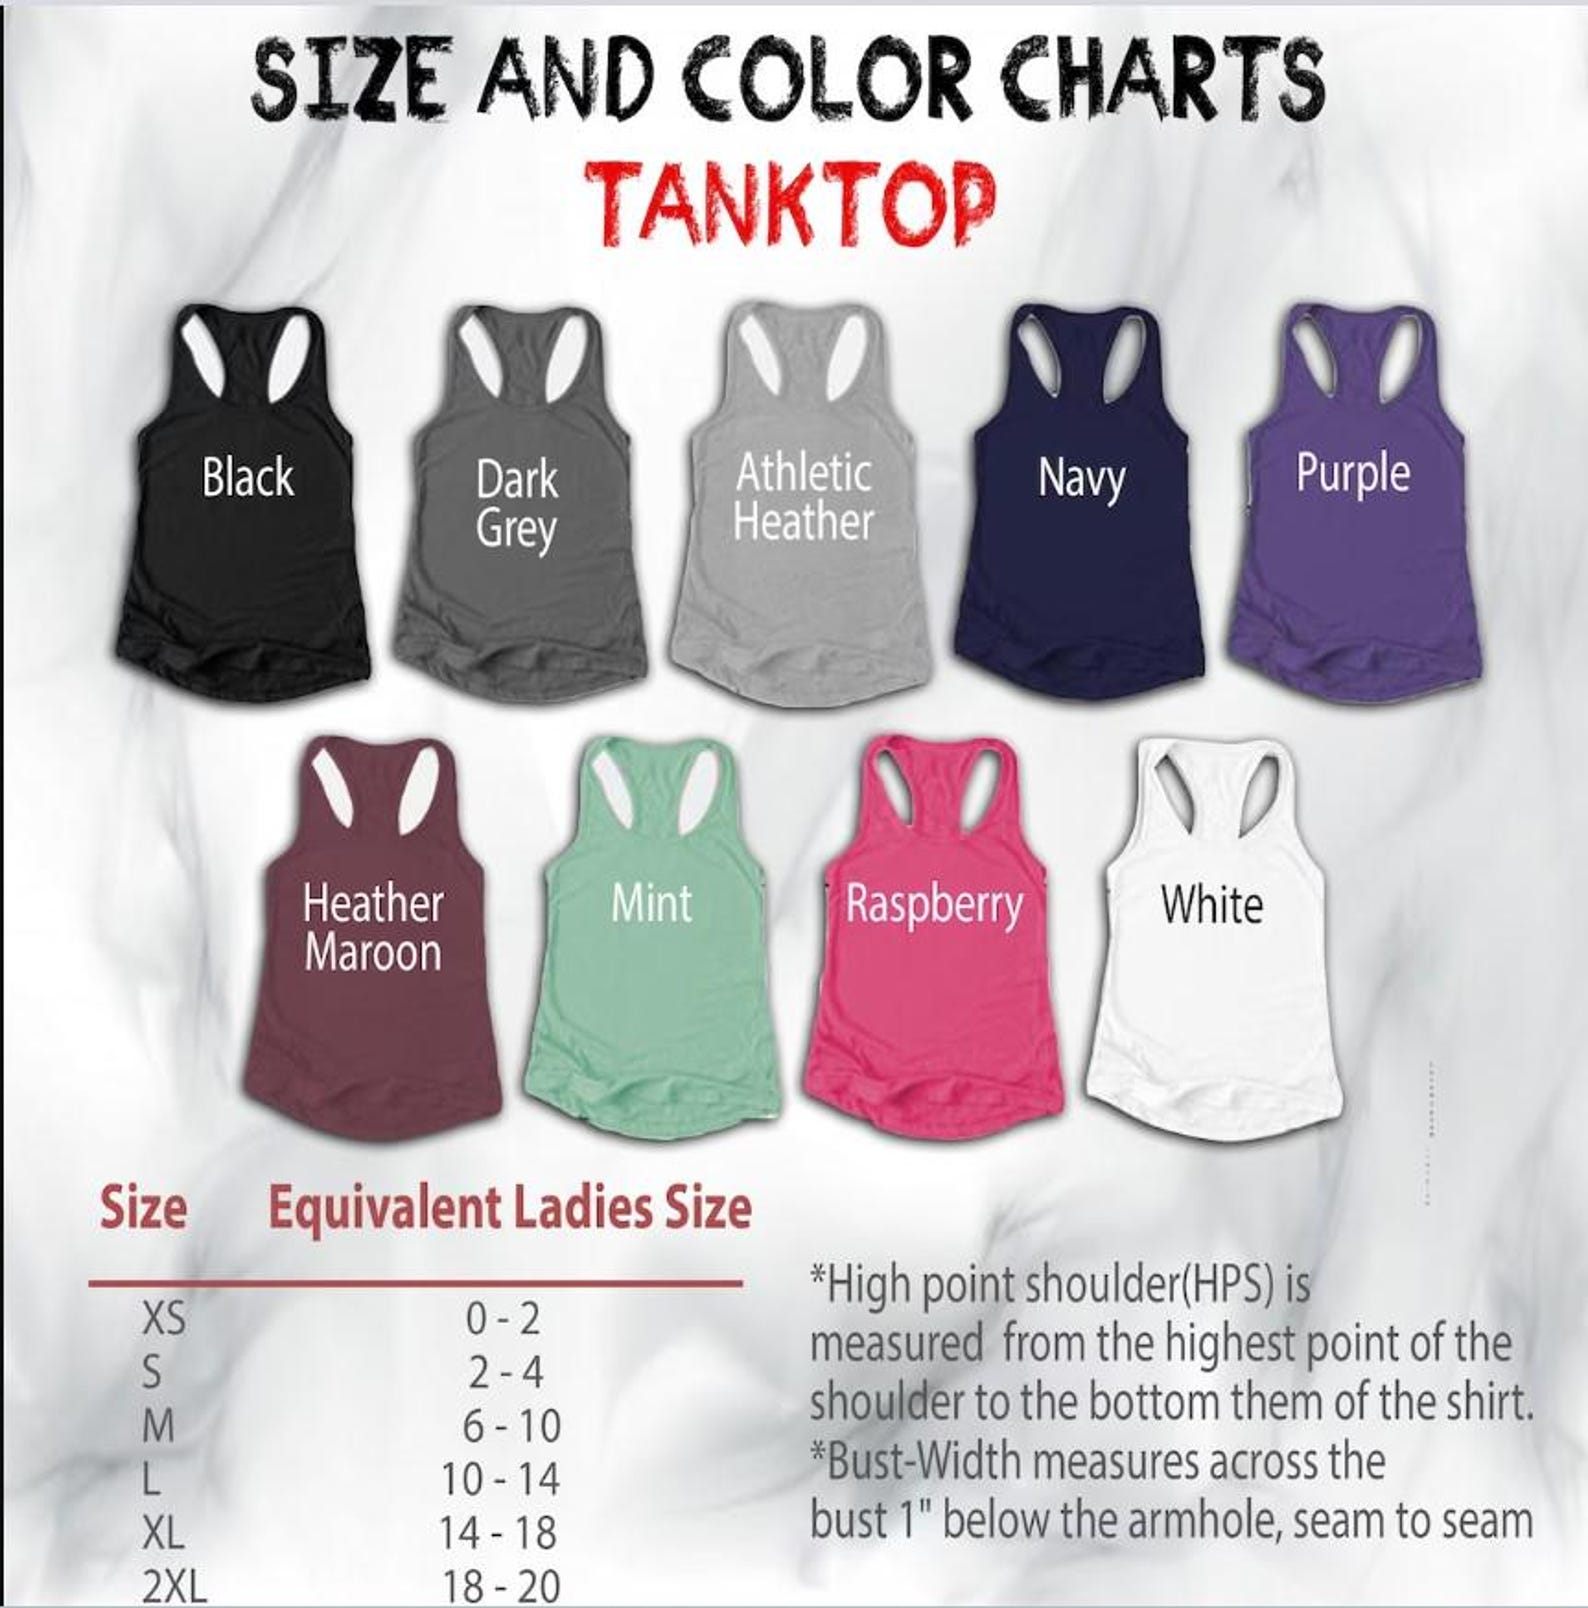 SIZE AND COLOR CHARTS
TANKTOP
Black
Dark
Grey
Athletic
Heather
Navy
Purple
Heather
Maroon
Mint
Raspberry
White
Size Equivalent Ladies Size
XS 0 - 2
S 2 - 4
M 6 - 10
L 10 - 14
XL 14 - 18
2XL 18 - 20
*High point shoulder(HPS) is
measured from the highest point of the
shoulder to the bottom them of the shirt.
*Bust-Width measures across the
bust 1" below the armhole, seam to seam